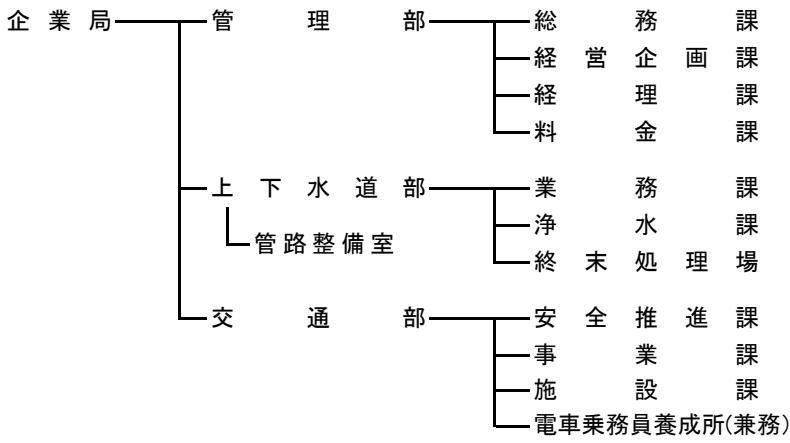 企業局 管理部 総務課
経営企画課
経理課
料金課
上下水道部 業務課
浄水課
管路整備室
終末処理場
交通部 安全推進課
事業課
施設課
電車乗務員養成所(兼務)